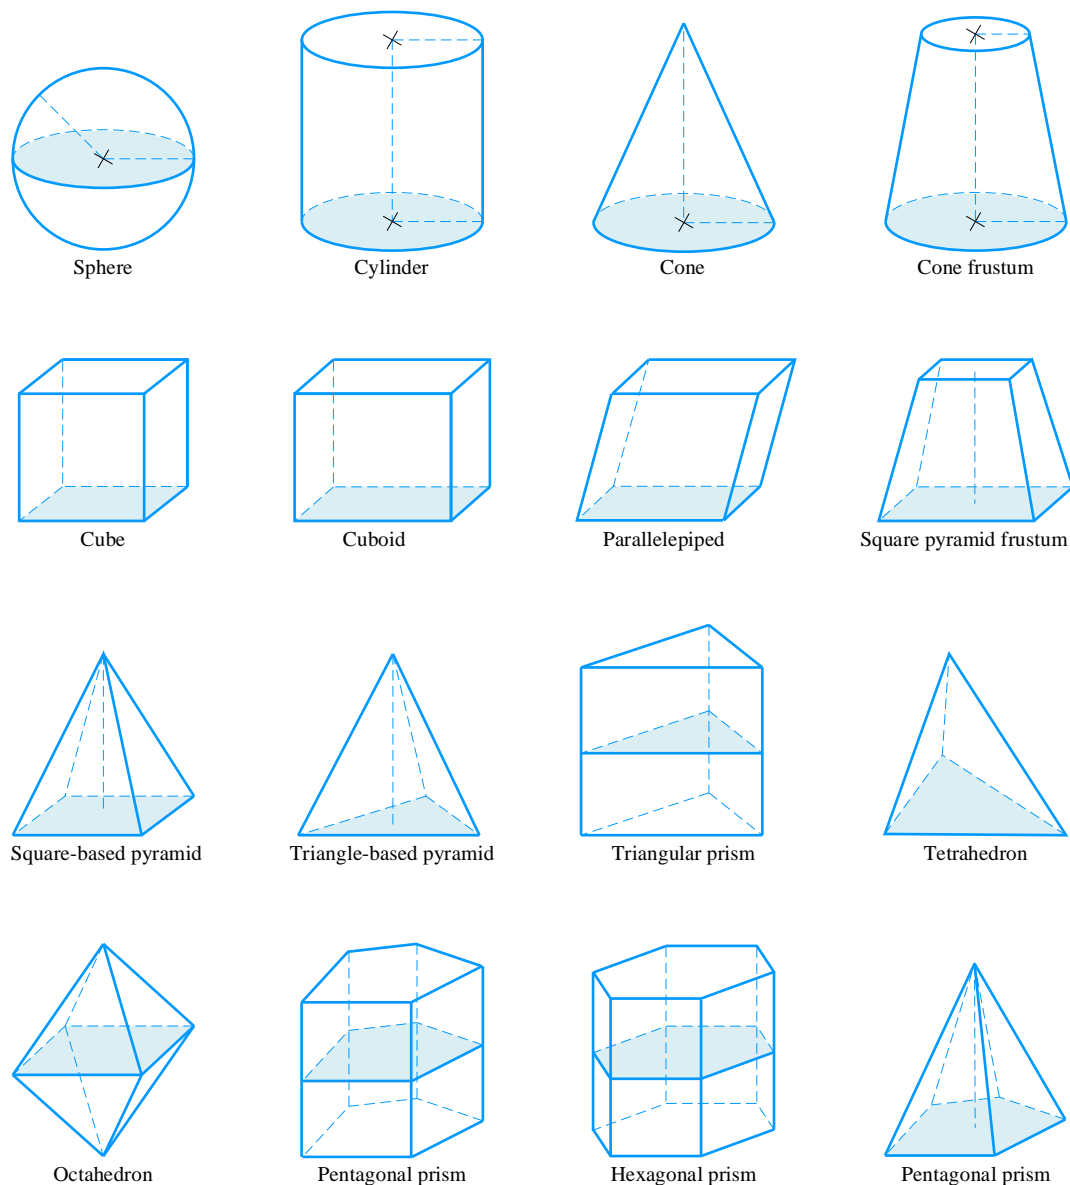 Sphere
Cylinder
Cone
Cone frustum
Cube
Cuboid
Parallelepiped
Square pyramid frustum
Square-based pyramid
Triangle-based pyramid
Triangular prism
Tetrahedron
Octahedron
Pentagonal prism
Hexagonal prism
Pentagonal prism